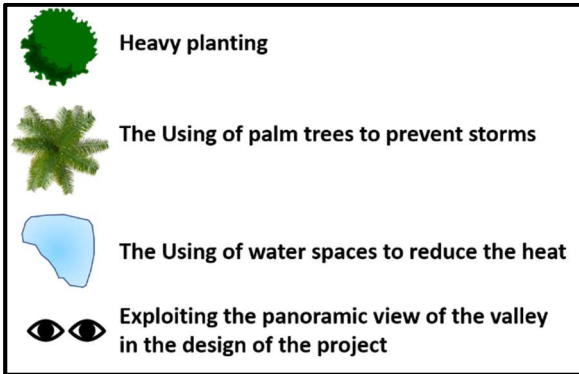 Heavy planting
The Using of palm trees to prevent storms
The Using of water spaces to reduce the heat
Exploiting the panoramic view of the valley
in the design of the project